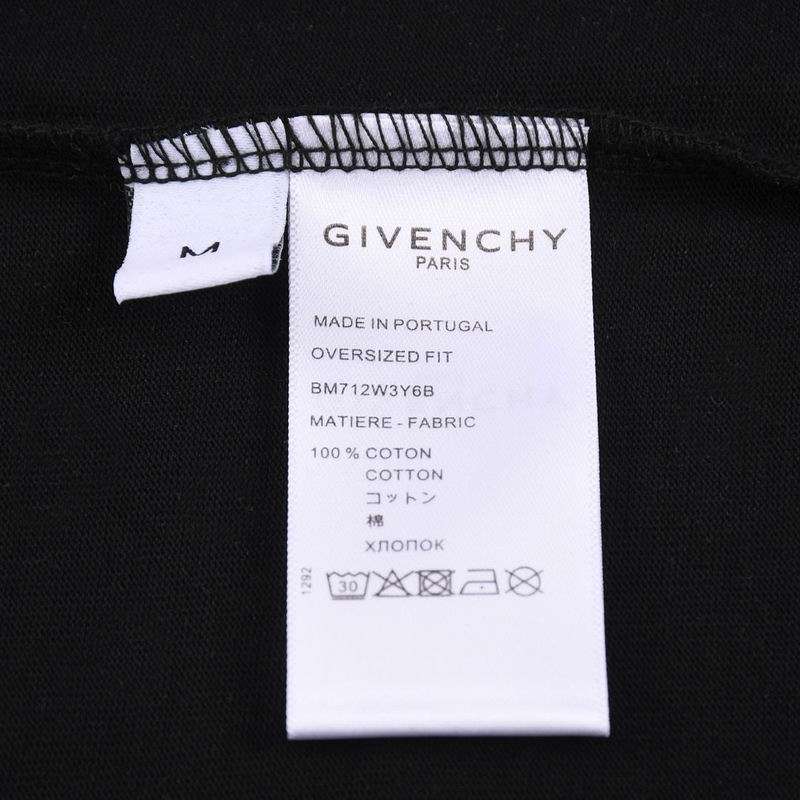 M
GIVENCHY
PARIS
MADE IN PORTUGAL
OVERSIZED FIT
BM712W3Y6B
MATIERE - FABRIC
100 % COTON
COTTON
コットン
棉
ХЛОПОК
1292
30